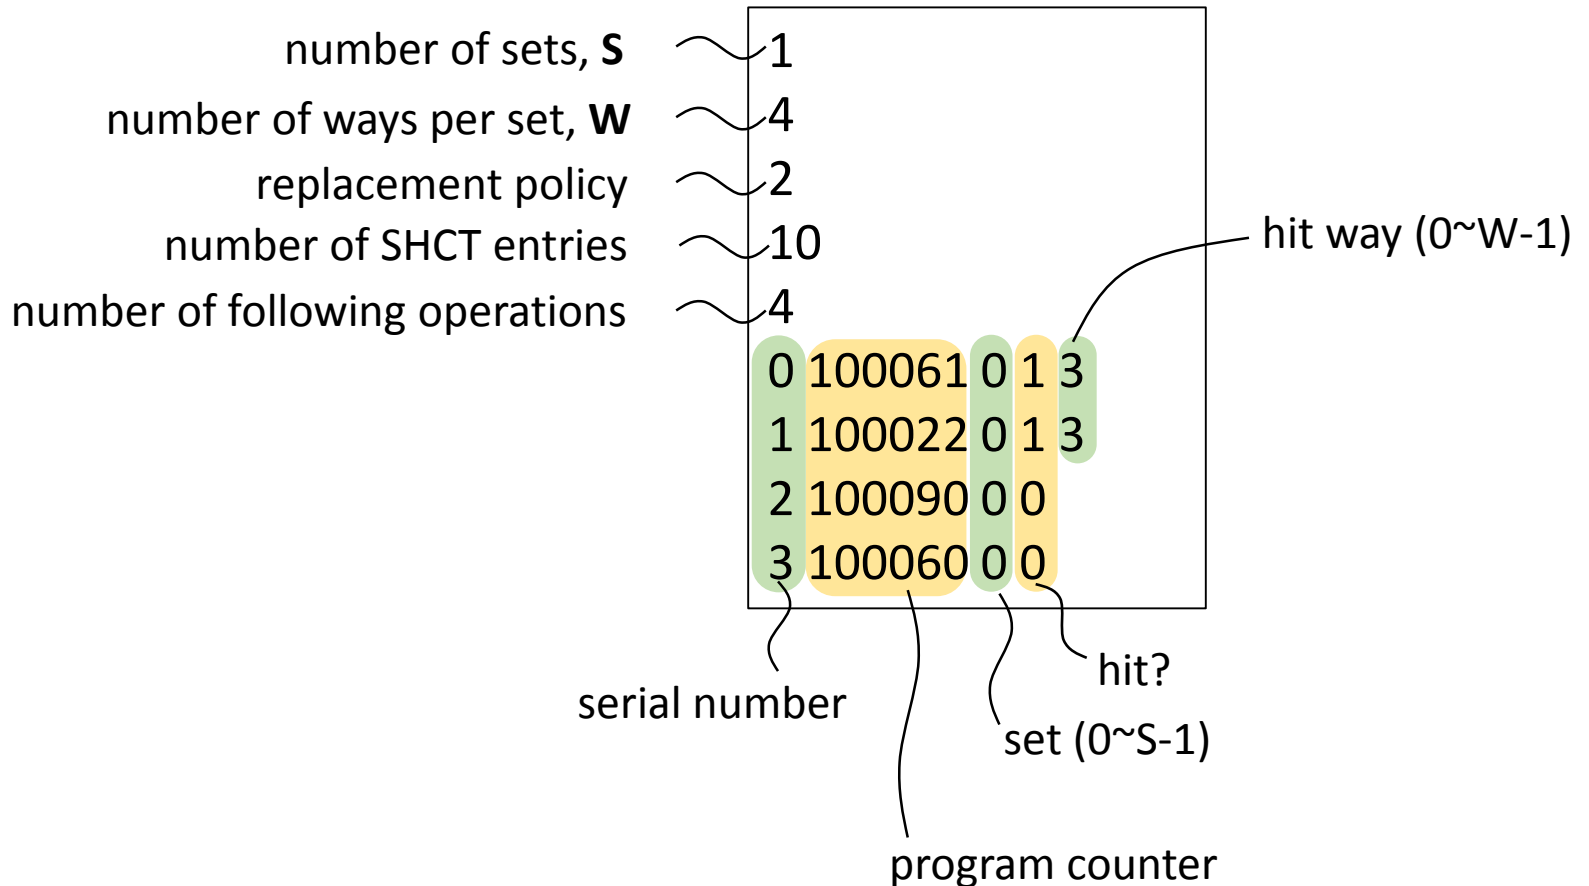 number of sets, S 1
number of ways per set, W 4
replacement policy 2
number of SHCT entries 10
hit way (0~W-1)
number of following operations 4
0 100061 0 1 3
1 100022 0 1 3
2 100090 0 0
3 100060 0 0
hit?
serial number
set (0~S-1)
program counter